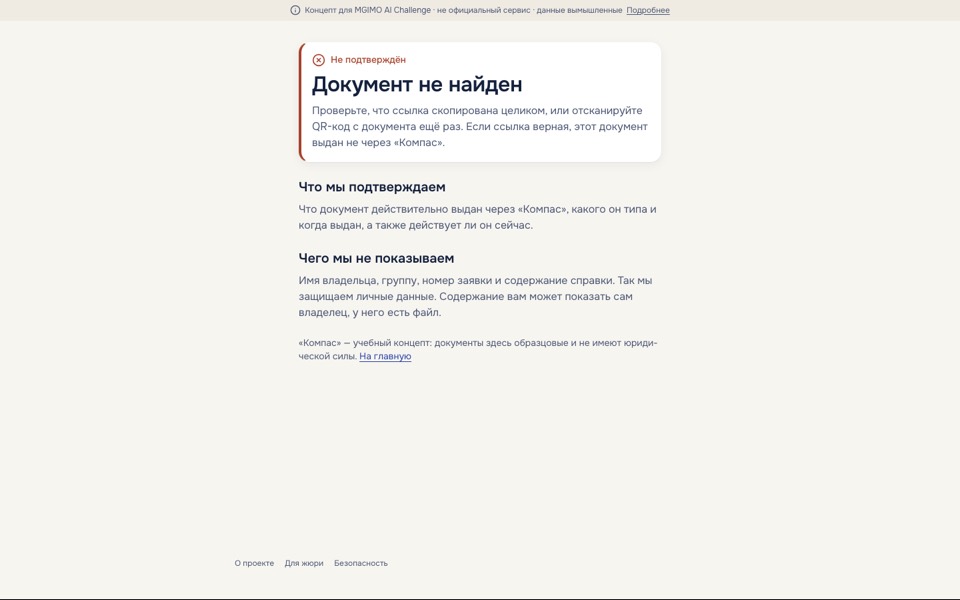 Концепт для MGIMO AI Challenge · не официальный сервис · данные вымышленные Подробнее
Не подтверждён
Документ не найден
Проверьте, что ссылка скопирована целиком, или отсканируйте
QR-код с документа ещё раз. Если ссылка верная, этот документ
выдан не через «Компас».
Что мы подтверждаем
Что документ действительно выдан через «Компас», какого он типа и
когда выдан, а также действует ли он сейчас.
Чего мы не показываем
Имя владельца, группу, номер заявки и содержание справки. Так мы
защищаем личные данные. Содержание вам может показать сам
владелец, у него есть файл.
«Компас» — учебный концепт: документы здесь образцовые и не имеют юриди-
ческой силы. На главную
О проекте Для жюри Безопасность